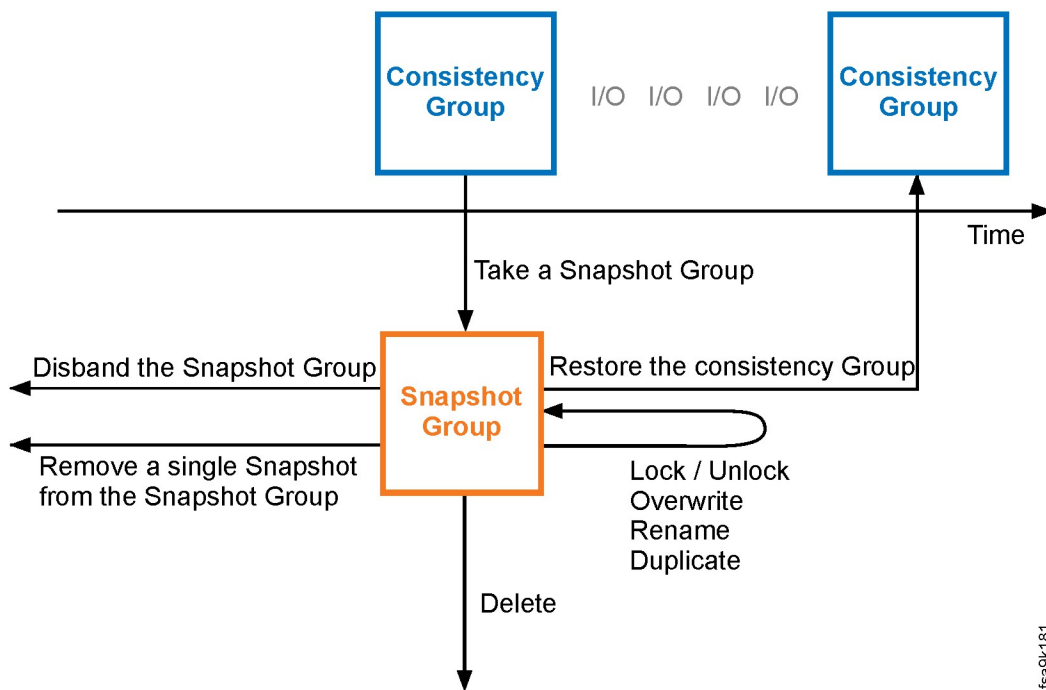 Consistency
Group
I/O I/O I/O I/O
Consistency
Group
Time
Take a Snapshot Group
Disband the Snapshot Group
Restore the consistency Group
Snapshot
Group
Remove a single Snapshot
from the Snapshot Group
Lock / Unlock
Overwrite
Rename
Duplicate
Delete
fsa9k181